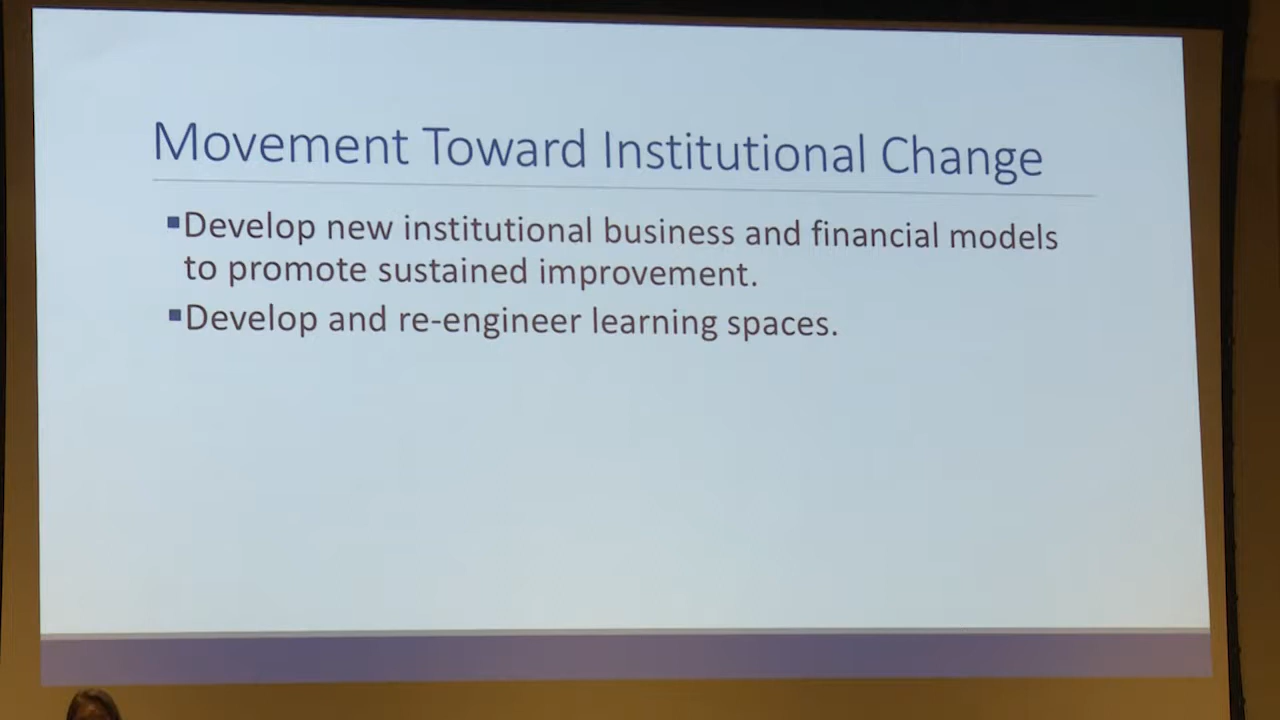 Movement Toward Institutional Change
▪Develop new institutional business and financial models
to promote sustained improvement.
▪Develop and re-engineer learning spaces.